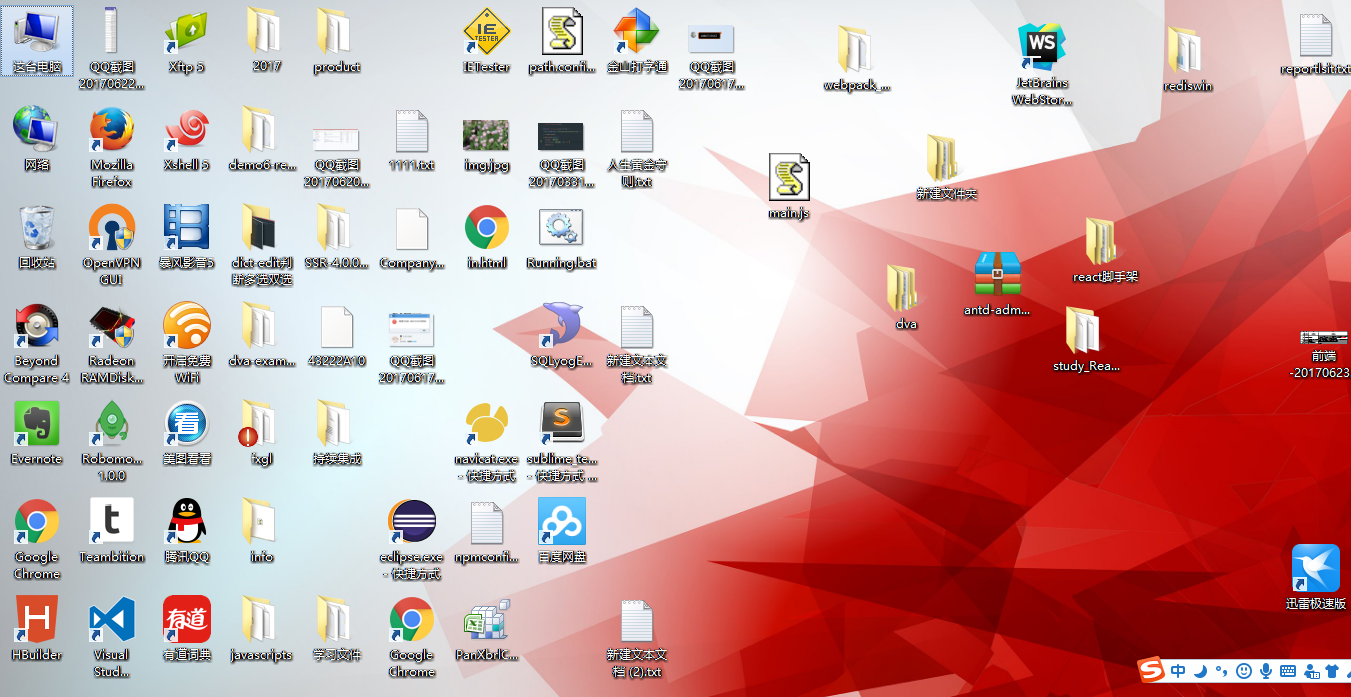 这台电脑
QQ截图
20170622...
Xftp 5
2017
product
IE
TESTER
IETester
path.confi...
金山打字通
QQ截图
20170617...
webpack_...
WS
JetBrains
WebStor...
rediswin
reportlsit.txt
网络
Mozilla
Firefox
Xshell 5
demo6-re...
QQ截图
20170620...
1111.txt
img.jpg
QQ截图
20170331...
人生黄金守
则.txt
main.js
新建文件夹
回收站
OpenVPN
GUI
暴风影音5
dict-edit判
断多选双选
SSR-4.0.0...
Company...
in.html
Running.bat
dva
antd-adm...
react脚手架
Beyond
Compare 4
Radeon
RAMDisk...
开启免费
WiFi
dva-exam...
43222A10
QQ截图
20170617...
SQLyogE...
新建文本文
档.txt
study_Rea...
前端
-20170623
Evernote
Robomo...
1.0.0
看
美图看看
fxgl
持续集成
navicat.exe
- 快捷方式
S
sublime_te...
- 快捷方式 ...
Google
Chrome
t
Teambition
腾讯QQ
info
eclipse.exe
- 快捷方式
npmconfi...
百度网盘
迅雷极速版
H
HBuilder
Visual
Stud...
有道
有道词典
javascripts
学习文件
Google
Chrome
PanXbrlC...
新建文本文
档 (2).txt
S 中